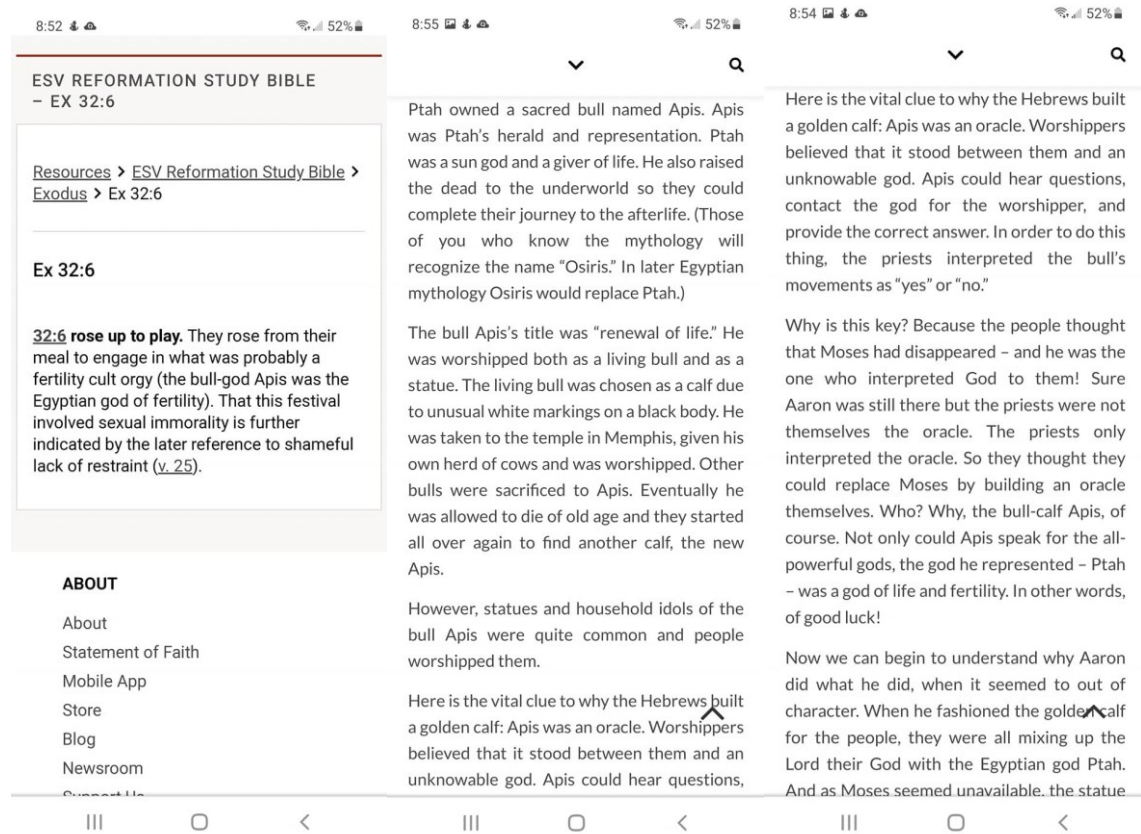 8:52 52%
ESV REFORMATION STUDY BIBLE
– EX 32:6
Resources > ESV Reformation Study Bible >
Exodus > Ex 32:6
Ex 32:6
32:6 rose up to play. They rose from their
meal to engage in what was probably a
fertility cult orgy (the bull-god Apis was the
Egyptian god of fertility). That this festival
involved sexual immorality is further
indicated by the later reference to shameful
lack of restraint (v. 25).
ABOUT
About
Statement of Faith
Mobile App
Store
Blog
Newsroom
Support Us
8:55 52%
Ptah owned a sacred bull named Apis. Apis
was Ptah's herald and representation. Ptah
was a sun god and a giver of life. He also raised
the dead to the underworld so they could
complete their journey to the afterlife. (Those
of you who know the mythology will
recognize the name "Osiris." In later Egyptian
mythology Osiris would replace Ptah.)
The bull Apis's title was "renewal of life." He
was worshipped both as a living bull and as a
statue. The living bull was chosen as a calf due
to unusual white markings on a black body. He
was taken to the temple in Memphis, given his
own herd of cows and was worshipped. Other
bulls were sacrificed to Apis. Eventually he
was allowed to die of old age and they started
all over again to find another calf, the new
Apis.
However, statues and household idols of the
bull Apis were quite common and people
worshipped them.
Here is the vital clue to why the Hebrews built
a golden calf: Apis was an oracle. Worshippers
believed that it stood between them and an
unknowable god. Apis could hear questions,
8:54 52%
Here is the vital clue to why the Hebrews built
a golden calf: Apis was an oracle. Worshippers
believed that it stood between them and an
unknowable god. Apis could hear questions,
contact the god for the worshipper, and
provide the correct answer. In order to do this
thing, the priests interpreted the bull's
movements as "yes" or "no."
Why is this key? Because the people thought
that Moses had disappeared – and he was the
one who interpreted God to them! Sure
Aaron was still there but the priests were not
themselves the oracle. The priests only
interpreted the oracle. So they thought they
could replace Moses by building an oracle
themselves. Who? Why, the bull-calf Apis, of
course. Not only could Apis speak for the all-
powerful gods, the god he represented – Ptah
– was a god of life and fertility. In other words,
of good luck!
Now we can begin to understand why Aaron
did what he did, when it seemed to out of
character. When he fashioned the golden calf
for the people, they were all mixing up the
Lord their God with the Egyptian god Ptah.
And as Moses seemed unavailable, the statue